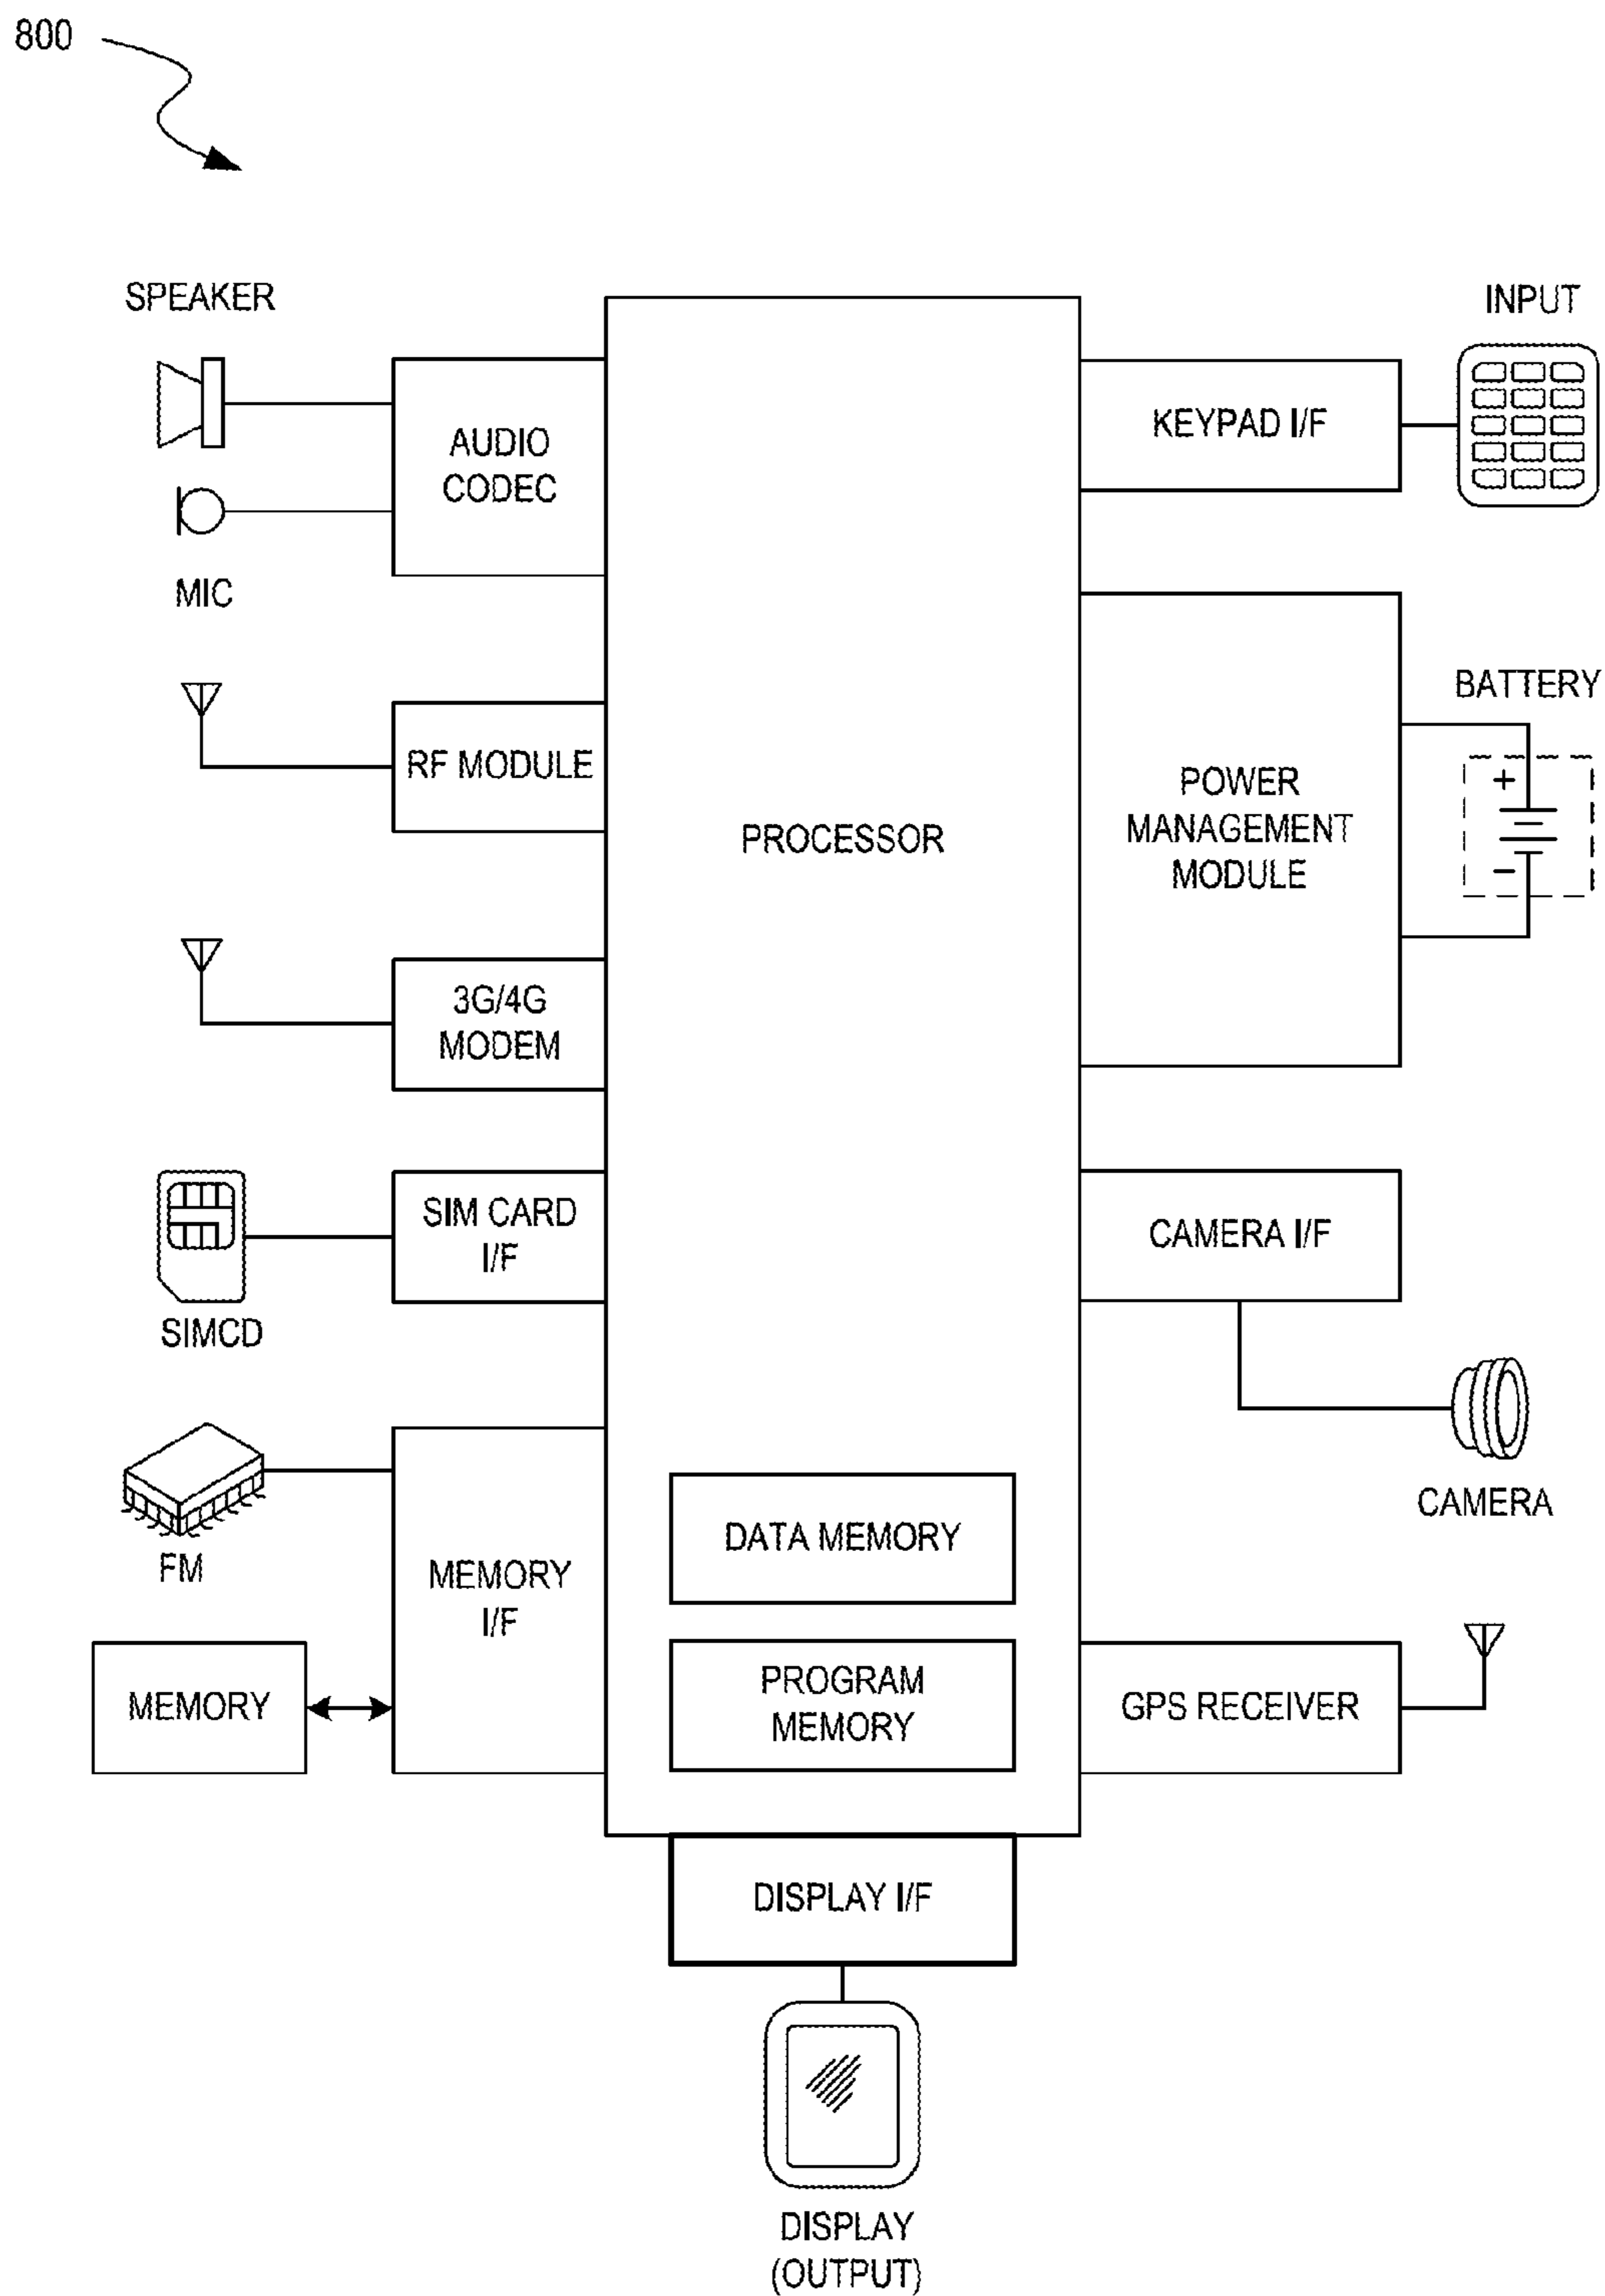 800
SPEAKER
INPUT
AUDIO
CODEC
KEYPAD I/F
MIC
BATTERY
RF MODULE
PROCESSOR
POWER
MANAGEMENT
MODULE
+
-
3G/4G
MODEM
SIM CARD
I/F
SIMCD
CAMERA I/F
CAMERA
FM
MEMORY
I/F
DATA MEMORY
MEMORY
PROGRAM
MEMORY
GPS RECEIVER
DISPLAY I/F
DISPLAY
(OUTPUT)